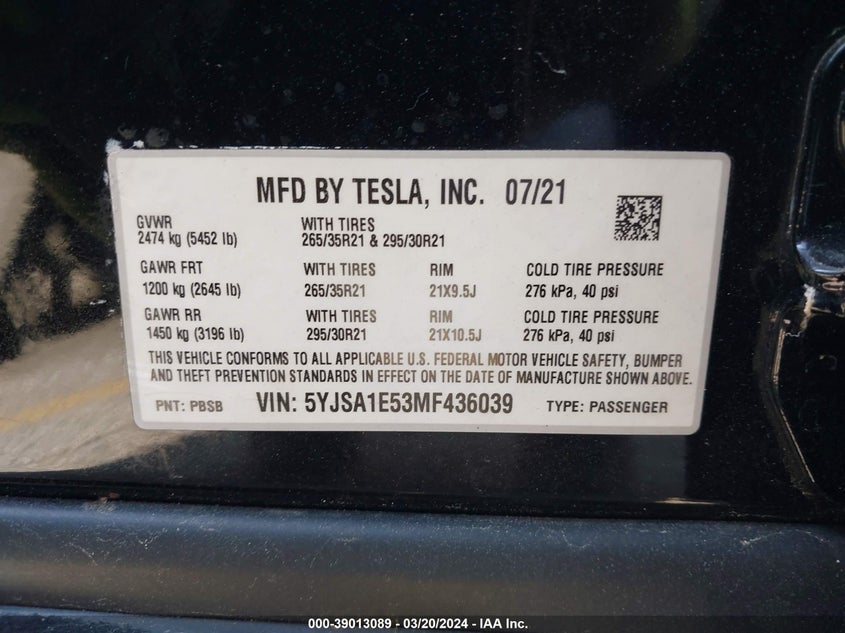 MFD BY TESLA, INC. 07/21
GVWR WITH TIRES
2474 kg (5452 lb) 265/35R21 & 295/30R21
GAWR FRT WITH TIRES RIM COLD TIRE PRESSURE
1200 kg (2645 lb) 265/35R21 21X9.5J 276 kPa, 40 psi
GAWR RR WITH TIRES RIM COLD TIRE PRESSURE
1450 kg (3196 lb) 295/30R21 21X10.5J 276 kPa, 40 psi
THIS VEHICLE CONFORMS TO ALL APPLICABLE U.S. FEDERAL MOTOR VEHICLE SAFETY, BUMPER
AND THEFT PREVENTION STANDARDS IN EFFECT ON THE DATE OF MANUFACTURE SHOWN ABOVE.
PNT: PBSB VIN: 5YJSA1E53MF436039 TYPE: PASSENGER
000-39013089 - 03/20/2024 - IAA Inc.